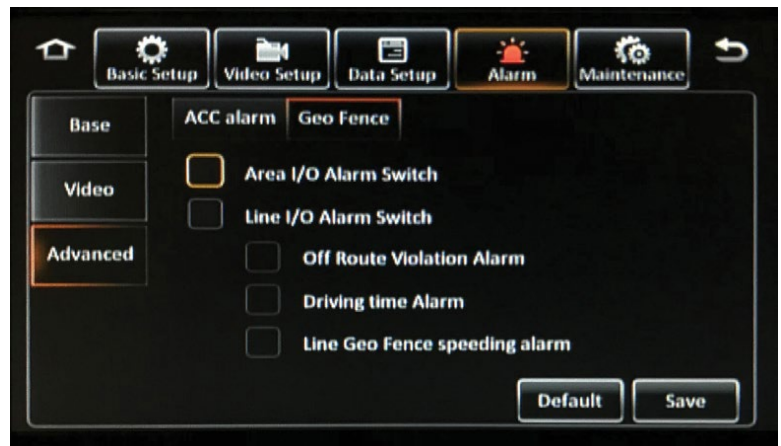 Basic Setup Video Setup Data Setup Alarm Maintenance
Base
ACC alarm Geo Fence
Area I/O Alarm Switch
Video
Line I/O Alarm Switch
Advanced
Off Route Violation Alarm
Driving time Alarm
Line Geo Fence speeding alarm
Default Save